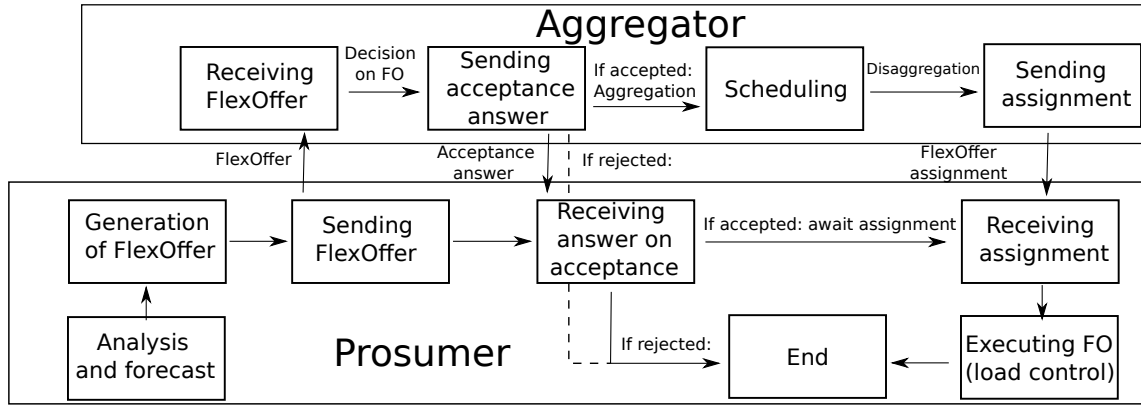 Aggregator
Receiving
FlexOffer
Decision
on FO
Sending
acceptance
answer
If accepted:
Aggregation
Scheduling
Disaggregation
Sending
assignment
FlexOffer
Acceptance
answer
If rejected:
FlexOffer
assignment
Generation
of FlexOffer
Sending
FlexOffer
Receiving
answer on
acceptance
If accepted: await assignment
Receiving
assignment
Analysis
and forecast
Prosumer
If rejected:
End
Executing FO
(load control)